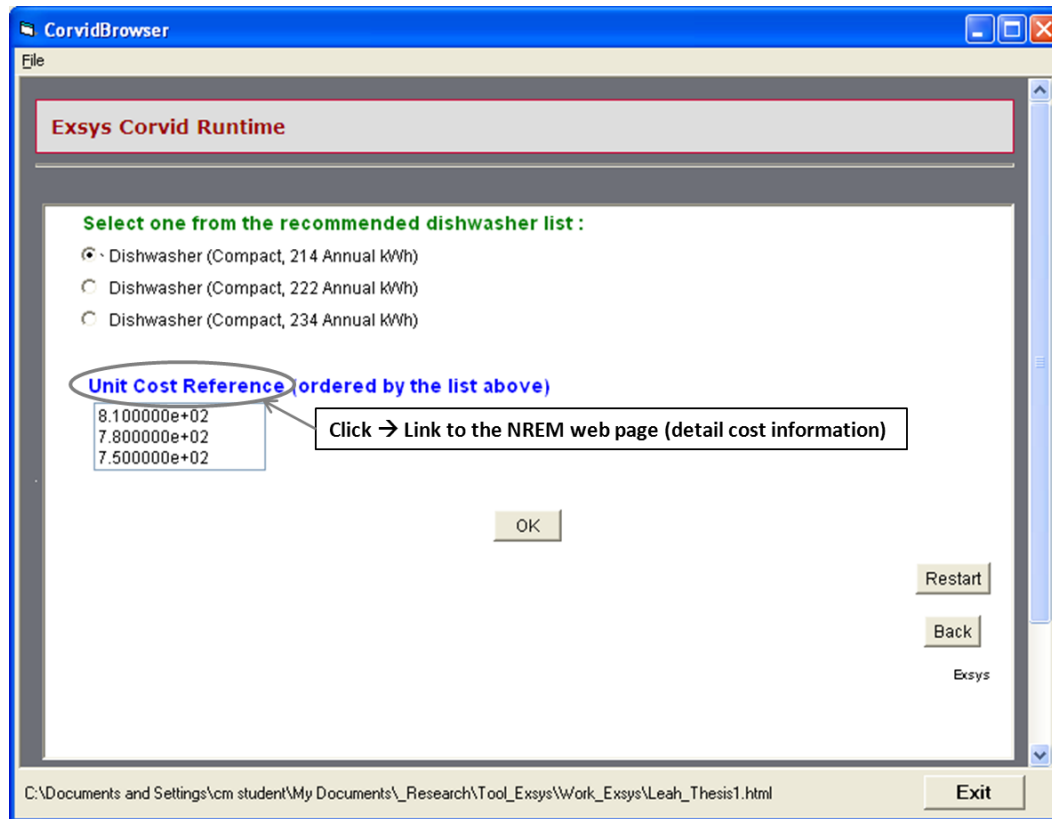 CorvidBrowser
File
Exsys Corvid Runtime
Select one from the recommended dishwasher list :
Dishwasher (Compact, 214 Annual kWh)
Dishwasher (Compact, 222 Annual kWh)
Dishwasher (Compact, 234 Annual kWh)
Unit Cost Reference (ordered by the list above)
8.100000e+02
7.800000e+02
7.500000e+02
Click → Link to the NREM web page (detail cost information)
OK
Restart
Back
Exsys
C:\Documents and Settings\cm student\My Documents\_Research\Tool_Exsys\Work_Exsys\Leah_Thesis1.html
Exit